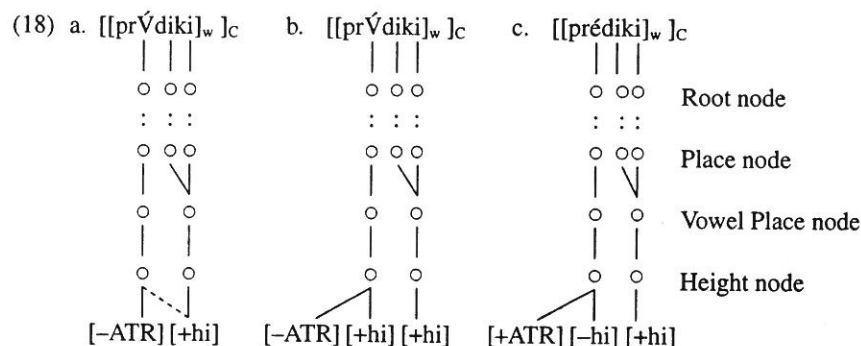 (18) a. [[prV́diki]w ]C b. [[prV́diki]w ]C c. [[prédiki]w ]C
Root node
: : : : : : : : :
Place node
Vowel Place node
Height node
[–ATR] [+hi] [–ATR] [+hi] [+hi] [+ATR] [–hi] [+hi]